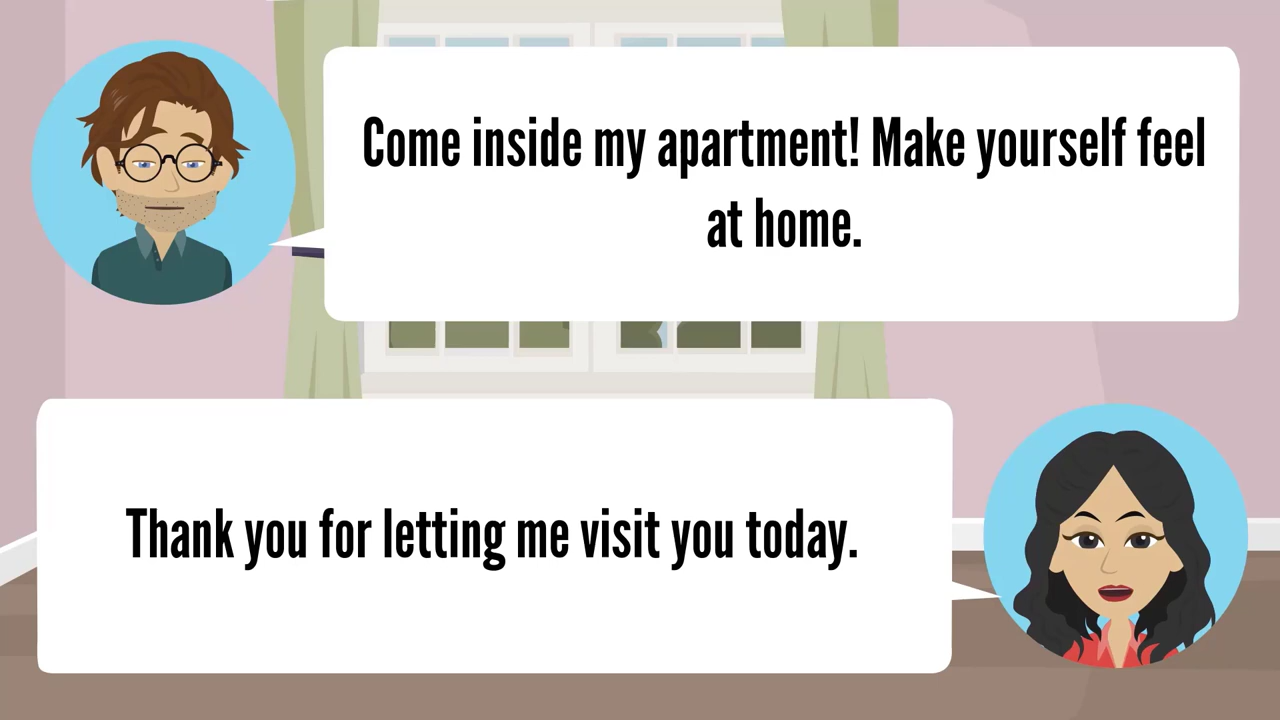 Come inside my apartment! Make yourself feel
at home.
Thank you for letting me visit you today.